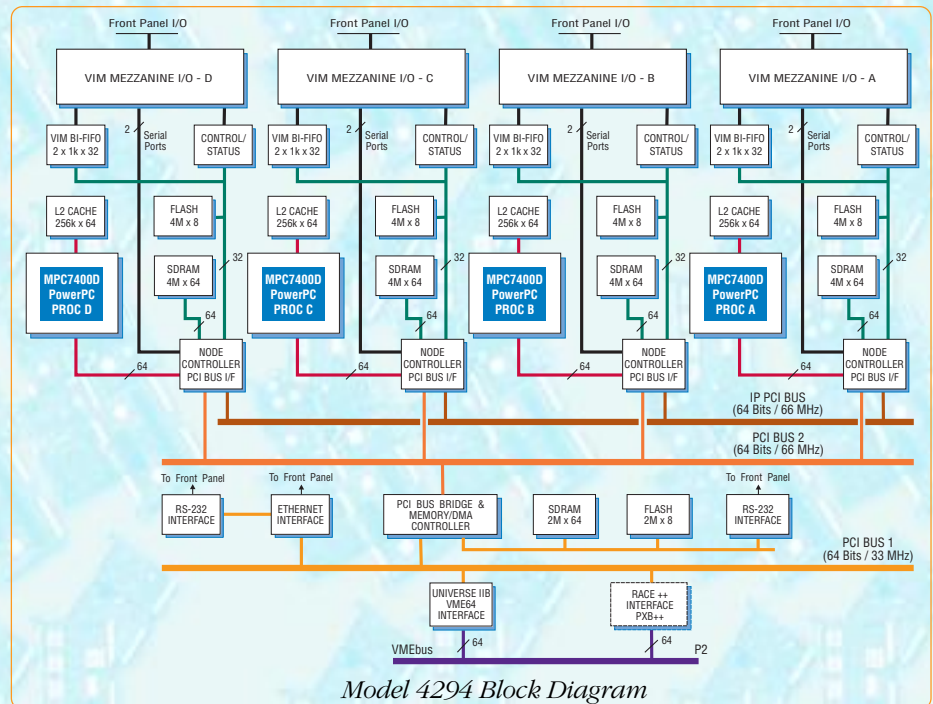 Front Panel I/O
Front Panel I/O
Front Panel I/O
Front Panel I/O
VIM MEZZANINE I/O - D
VIM MEZZANINE I/O - C
VIM MEZZANINE I/O - B
VIM MEZZANINE I/O - A
VIM BI-FIFO
2 x 1k x 32
2
Serial
Ports
CONTROL/
STATUS
VIM BI-FIFO
2 x 1k x 32
2
Serial
Ports
CONTROL/
STATUS
VIM BI-FIFO
2 x 1k x 32
2
Serial
Ports
CONTROL/
STATUS
VIM BI-FIFO
2 x 1k x 32
2
Serial
Ports
CONTROL/
STATUS
L2 CACHE
256k x 64
FLASH
4M x 8
L2 CACHE
256k x 64
FLASH
4M x 8
L2 CACHE
256k x 64
FLASH
4M x 8
L2 CACHE
256k x 64
FLASH
4M x 8
MPC7400D
PowerPC
PROC D
SDRAM
4M x 64
32
64
MPC7400D
PowerPC
PROC C
SDRAM
4M x 64
32
64
MPC7400D
PowerPC
PROC B
SDRAM
4M x 64
32
64
MPC7400D
PowerPC
PROC A
SDRAM
4M x 64
32
64
64
NODE
CONTROLLER
PCI BUS I/F
64
NODE
CONTROLLER
PCI BUS I/F
64
NODE
CONTROLLER
PCI BUS I/F
64
NODE
CONTROLLER
PCI BUS I/F
IP PCI BUS
(64 Bits / 66 MHz)
PCI BUS 2
(64 Bits / 66 MHz)
To Front Panel
To Front Panel
To Front Panel
RS-232
INTERFACE
ETHERNET
INTERFACE
PCI BUS BRIDGE &
MEMORY/DMA
CONTROLLER
SDRAM
2M x 64
FLASH
2M x 8
RS-232
INTERFACE
PCI BUS 1
(64 Bits / 33 MHz)
UNIVERSE IIB
VME64
INTERFACE
RACE ++
INTERFACE
PXB++
64
64
VMEbus
P2
Model 4294 Block Diagram